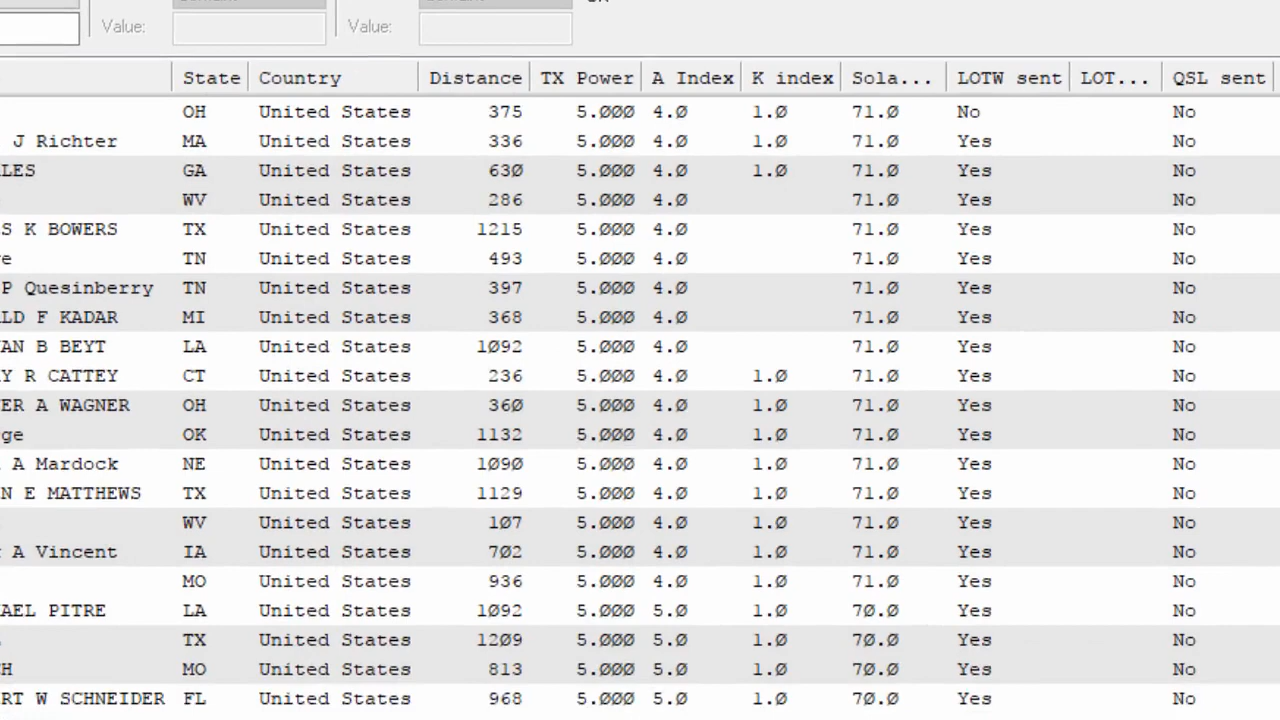 Value: Value:
State Country Distance TX Power A Index K index Sola... LOTW sent LOT... QSL sent
OH United States 375 5.000 4.0 1.0 71.0 No No
J Richter MA United States 336 5.000 4.0 1.0 71.0 Yes No
LES GA United States 630 5.000 4.0 1.0 71.0 Yes No
WV United States 286 5.000 4.0 71.0 Yes No
S K BOWERS TX United States 1215 5.000 4.0 71.0 Yes No
e TN United States 493 5.000 4.0 71.0 Yes No
P Quesinberry TN United States 397 5.000 4.0 71.0 Yes No
LD F KADAR MI United States 368 5.000 4.0 71.0 Yes No
AN B BEYT LA United States 1092 5.000 4.0 71.0 Yes No
Y R CATTEY CT United States 236 5.000 4.0 1.0 71.0 Yes No
ER A WAGNER OH United States 360 5.000 4.0 1.0 71.0 Yes No
ge OK United States 1132 5.000 4.0 1.0 71.0 Yes No
A Mardock NE United States 1090 5.000 4.0 1.0 71.0 Yes No
N E MATTHEWS TX United States 1129 5.000 4.0 1.0 71.0 Yes No
WV United States 107 5.000 4.0 1.0 71.0 Yes No
A Vincent IA United States 702 5.000 4.0 1.0 71.0 Yes No
MO United States 936 5.000 4.0 1.0 71.0 Yes No
AEL PITRE LA United States 1092 5.000 5.0 1.0 70.0 Yes No
TX United States 1209 5.000 5.0 1.0 70.0 Yes No
H MO United States 813 5.000 5.0 1.0 70.0 Yes No
RT W SCHNEIDER FL United States 968 5.000 5.0 1.0 70.0 Yes No